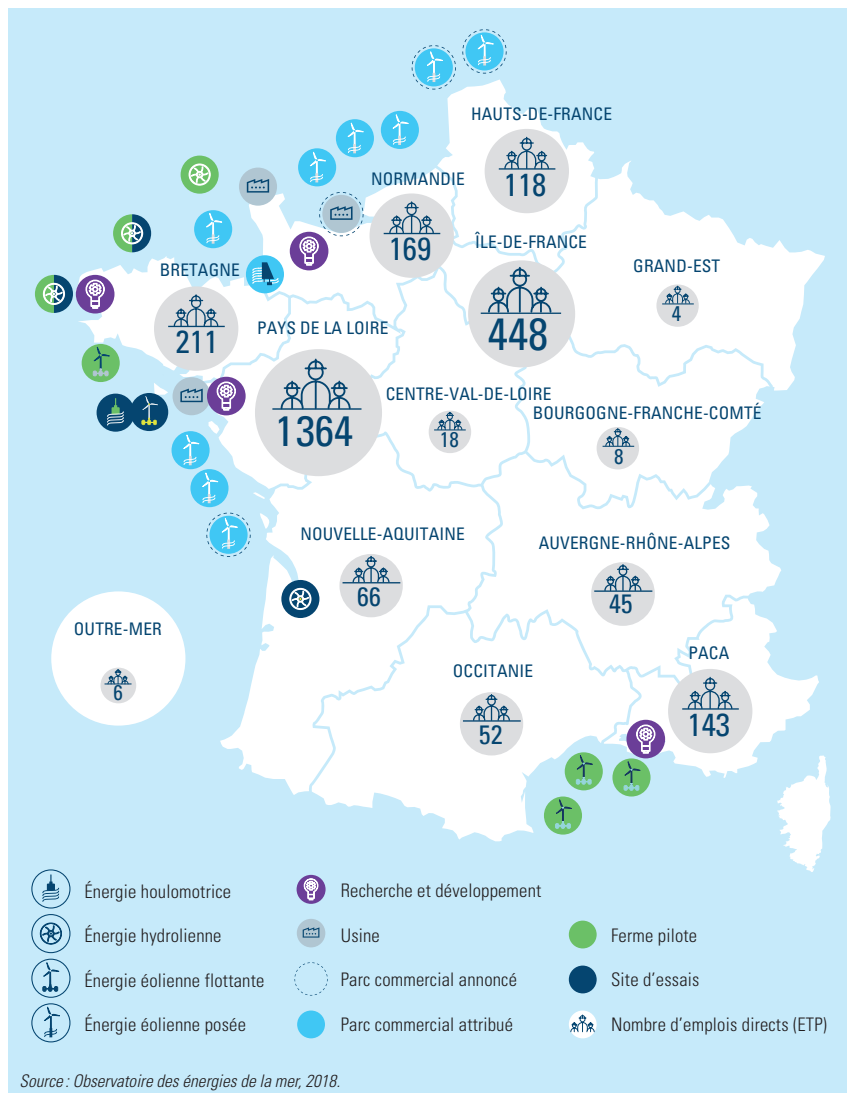 HAUTS-DE-FRANCE
118
NORMANDIE
169
ÎLE-DE-FRANCE
448
GRAND-EST
4
BRETAGNE
211
PAYS DE LA LOIRE
1364
CENTRE-VAL-DE-LOIRE
18
BOURGOGNE-FRANCHE-COMTÉ
8
NOUVELLE-AQUITAINE
66
AUVERGNE-RHÔNE-ALPES
45
OUTRE-MER
6
OCCITANIE
52
PACA
143
Énergie houlomotrice
Énergie hydrolienne
Énergie éolienne flottante
Énergie éolienne posée
Recherche et développement
Usine
Parc commercial annoncé
Parc commercial attribué
Ferme pilote
Site d'essais
Nombre d'emplois directs (ETP)
Source : Observatoire des énergies de la mer, 2018.